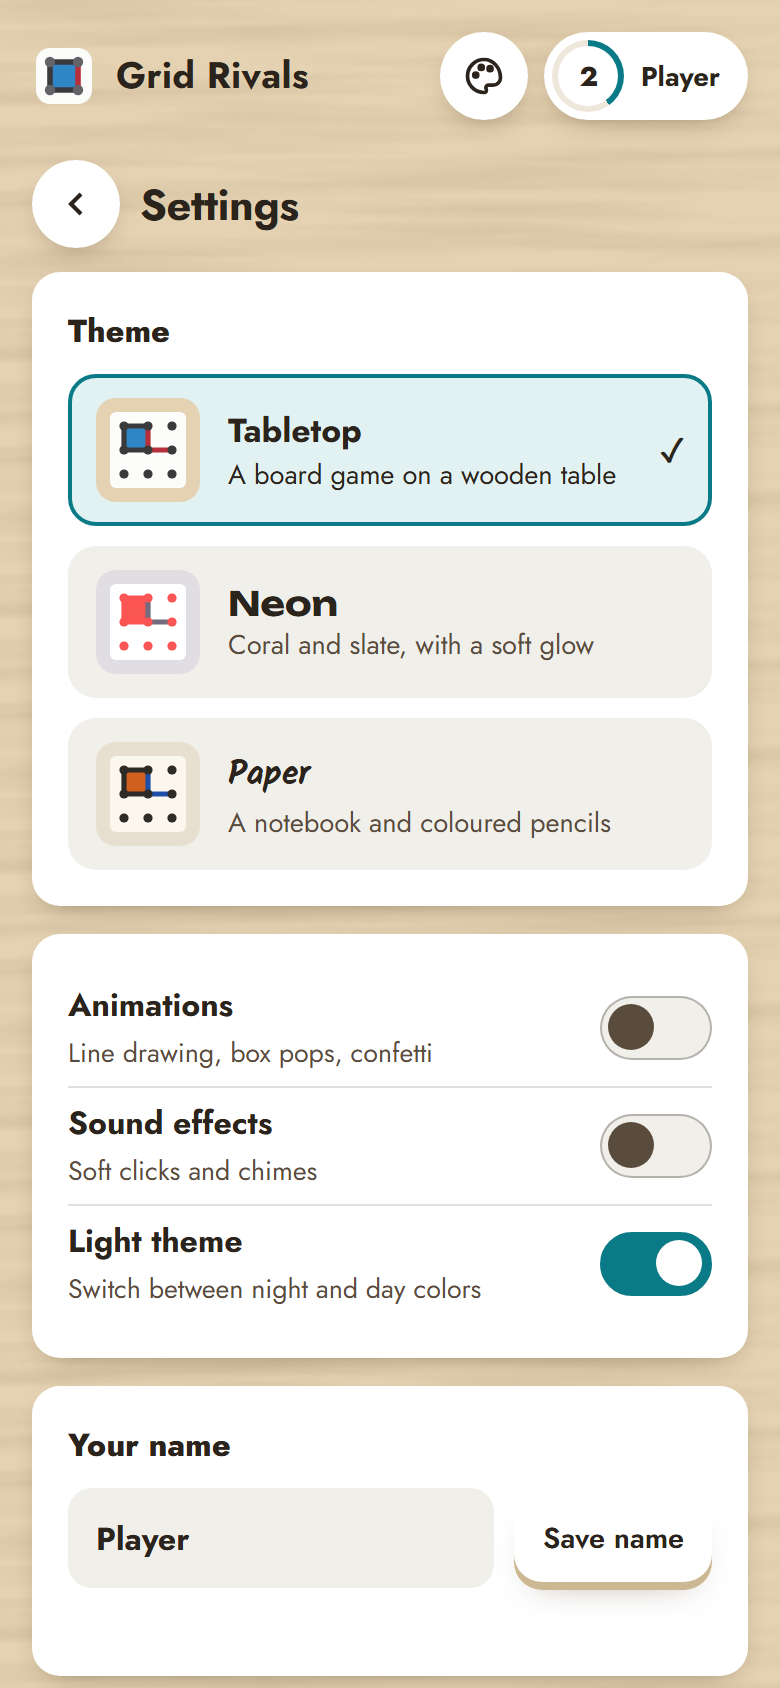 Grid Rivals
2 Player
Settings
Theme
Tabletop
A board game on a wooden table
Neon
Coral and slate, with a soft glow
Paper
A notebook and coloured pencils
Animations
Line drawing, box pops, confetti
Sound effects
Soft clicks and chimes
Light theme
Switch between night and day colors
Your name
Player
Save name